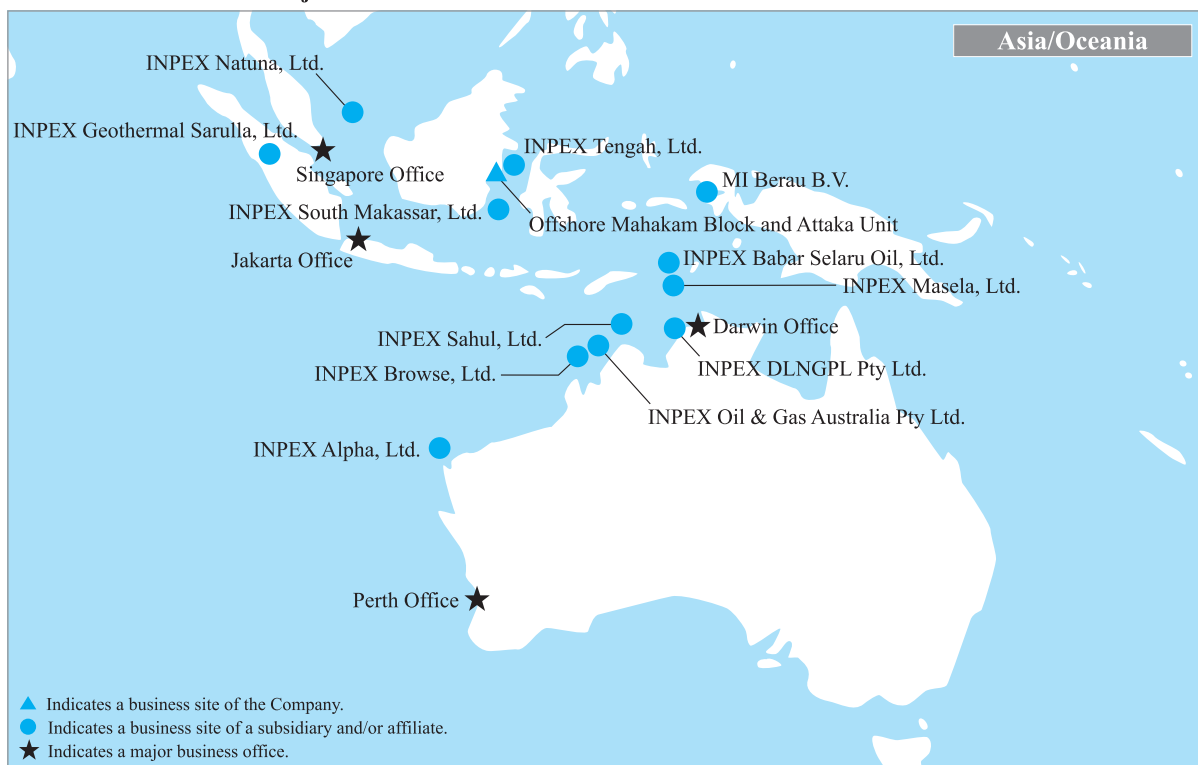 Asia/Oceania
INPEX Natuna, Ltd.
INPEX Geothermal Sarulla, Ltd.
INPEX Tengah, Ltd.
Singapore Office
MI Berau B.V.
INPEX South Makassar, Ltd.
Offshore Mahakam Block and Attaka Unit
Jakarta Office
INPEX Babar Selaru Oil, Ltd.
INPEX Masela, Ltd.
INPEX Sahul, Ltd.
Darwin Office
INPEX Browse, Ltd.
INPEX DLNGPL Pty Ltd.
INPEX Oil & Gas Australia Pty Ltd.
INPEX Alpha, Ltd.
Perth Office
Indicates a business site of the Company.
Indicates a business site of a subsidiary and/or affiliate.
Indicates a major business office.